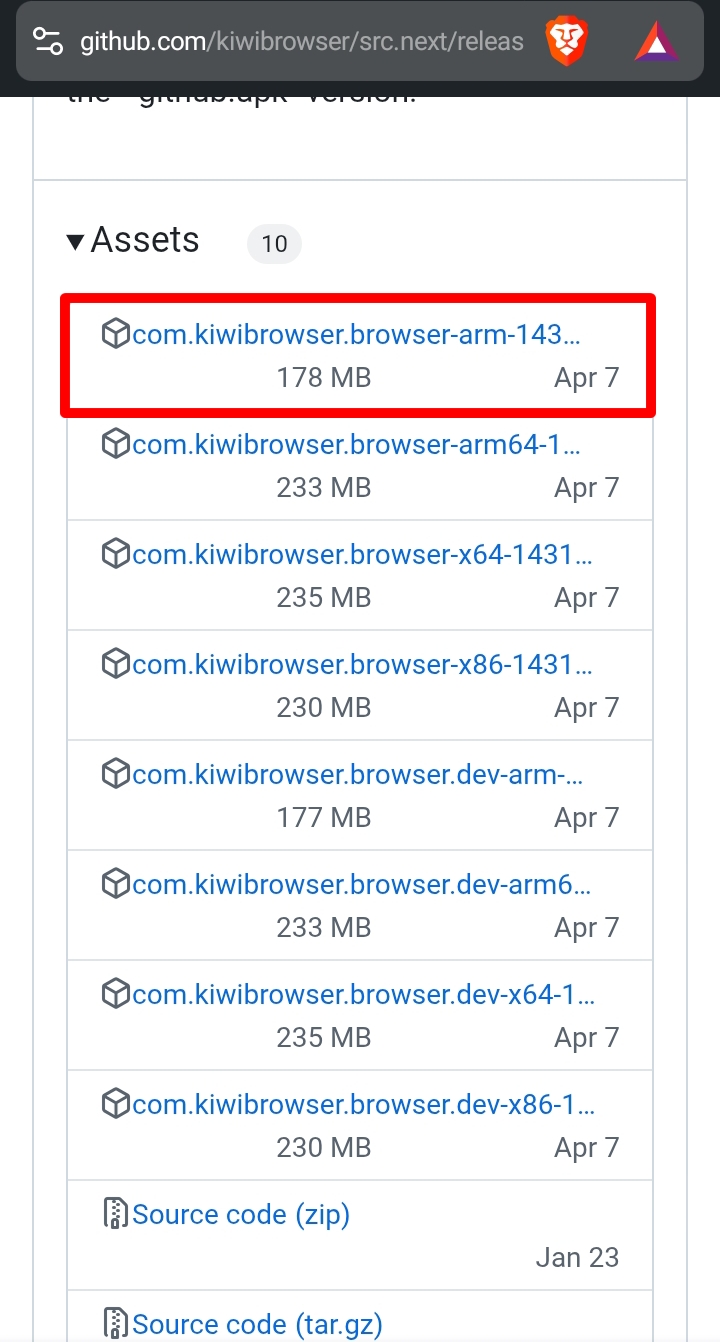 github.com/kiwibrowser/src.next/releas
the "github.apk" version.
Assets 10
com.kiwibrowser.browser-arm-143…
178 MB Apr 7
com.kiwibrowser.browser-arm64-1…
233 MB Apr 7
com.kiwibrowser.browser-x64-1431…
235 MB Apr 7
com.kiwibrowser.browser-x86-1431…
230 MB Apr 7
com.kiwibrowser.browser.dev-arm-…
177 MB Apr 7
com.kiwibrowser.browser.dev-arm6…
233 MB Apr 7
com.kiwibrowser.browser.dev-x64-1…
235 MB Apr 7
com.kiwibrowser.browser.dev-x86-1…
230 MB Apr 7
Source code (zip)
Jan 23
Source code (tar.gz)